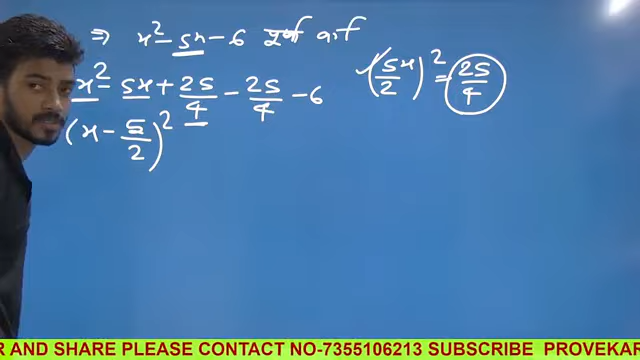 ⇒ x² - 5x - 6 पूर्ण वर्ग
x² - 5x + 25/4 - 25/4 - 6
(5x/2)² = 25/4
(x - 5/2)²
R AND SHARE PLEASE CONTACT NO-7355106213 SUBSCRIBE PROVEKAR